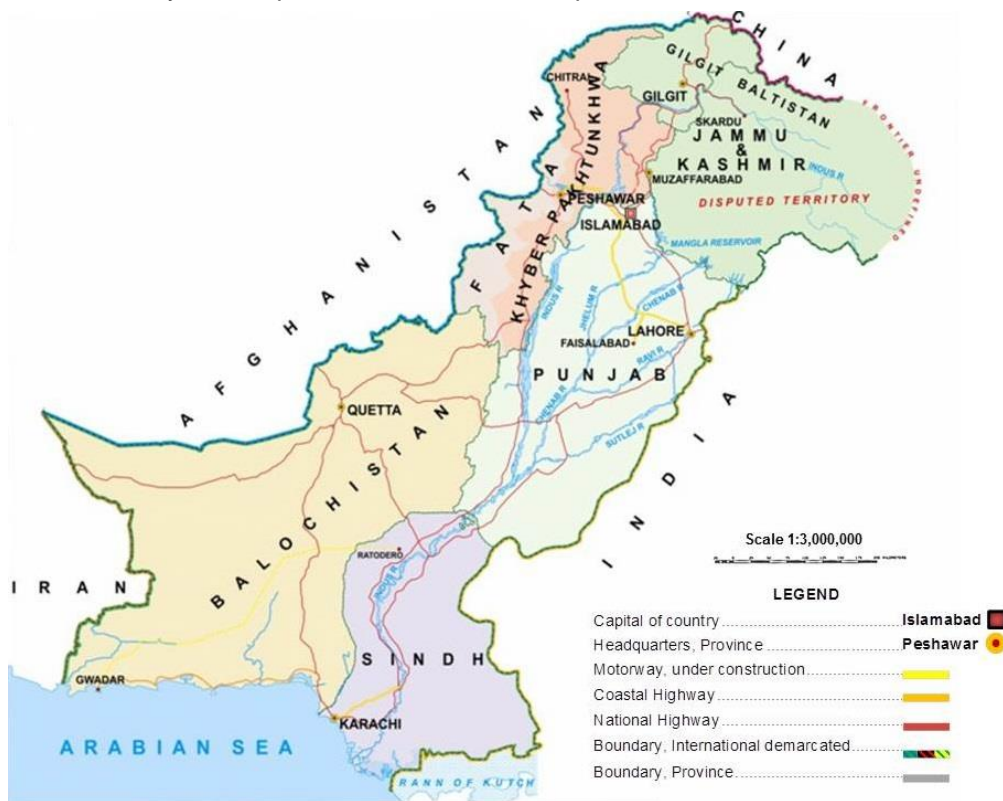 CHINA
GILGIT BALTISTAN
CHITRAL
GILGIT
SKARDU
JAMMU
&
KASHMIR
INDUS R
FRONTIER UNDEFINED
MUZAFFARABAD
DISPUTED TERRITORY
AFGHANISTAN
FATA
KHYBER PAKHTUNKHWA
PESHAWAR
ISLAMABAD
MANGLA RESERVOIR
INDUS R
JHELUM R
CHENAB R
LAHORE
FAISALABAD
RAVI R
PUNJAB
CHENAB R
SUTLEJ R
INDIA
QUETTA
BALOCHISTAN
RATODERO
INDUS R
IRAN
SINDH
GWADAR
KARACHI
ARABIAN SEA
RANN OF KUTCH
Scale 1:3,000,000
LEGEND
Capital of country Islamabad
Headquarters, Province Peshawar
Motorway, under construction
Coastal Highway
National Highway
Boundary, International demarcated
Boundary, Province